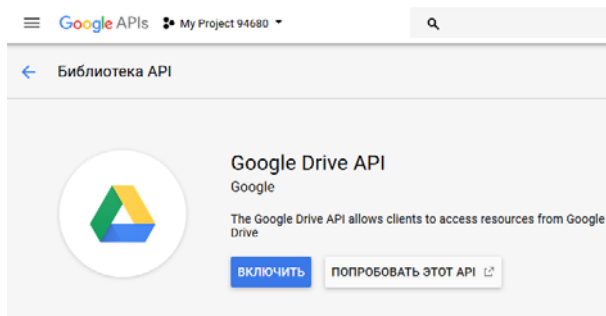 Google APIs My Project 94680
Библиотека API
Google Drive API
Google
The Google Drive API allows clients to access resources from Google
Drive
ВКЛЮЧИТЬ ПОПРОБОВАТЬ ЭТОТ API